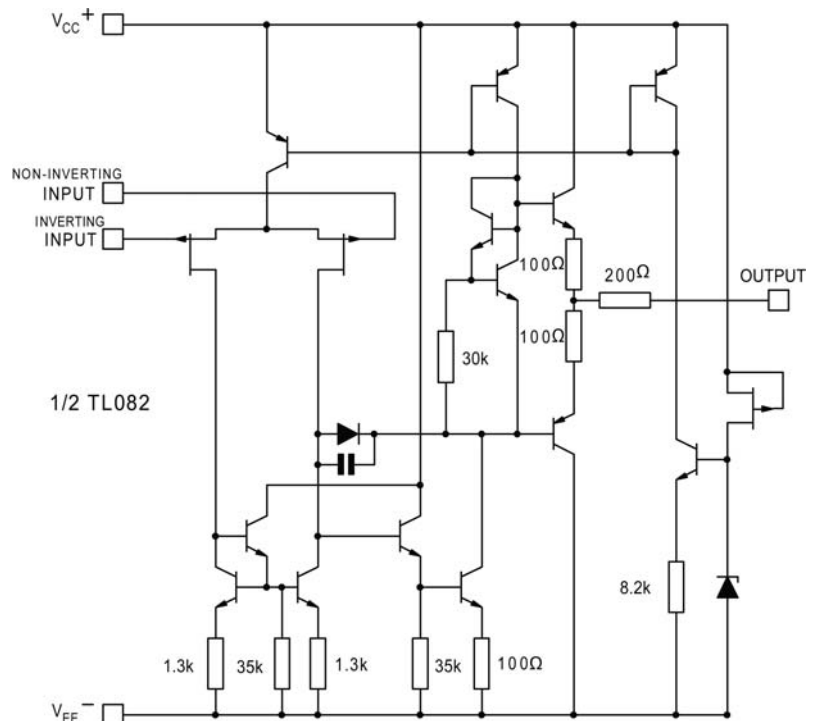 VCC+
NON-INVERTING
INPUT
INVERTING
INPUT
100Ω
200Ω
OUTPUT
100Ω
30k
1/2 TL082
8.2k
1.3k
35k
1.3k
35k
100Ω
VEE−